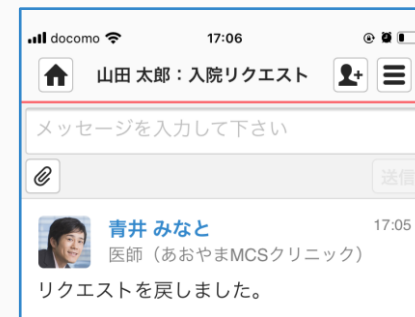 docomo 17:06
山田 太郎：入院リクエスト
メッセージを入力して下さい
送信
青井 みなと 17:05
医師（あおやまMCSクリニック）
リクエストを戻しました。